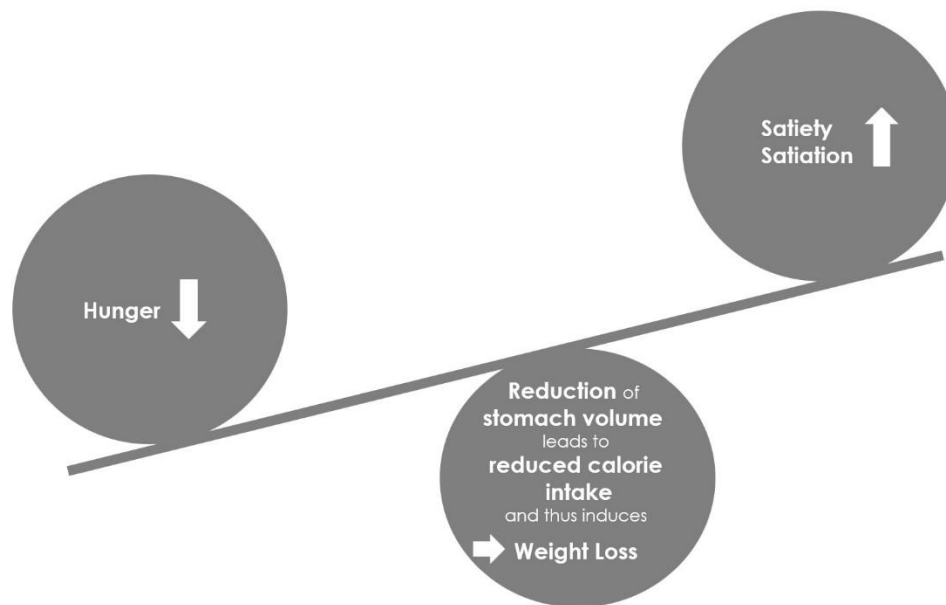 Satiety
Satiation
Hunger
Reduction of
stomach volume
leads to
reduced calorie
intake
and thus induces
Weight Loss